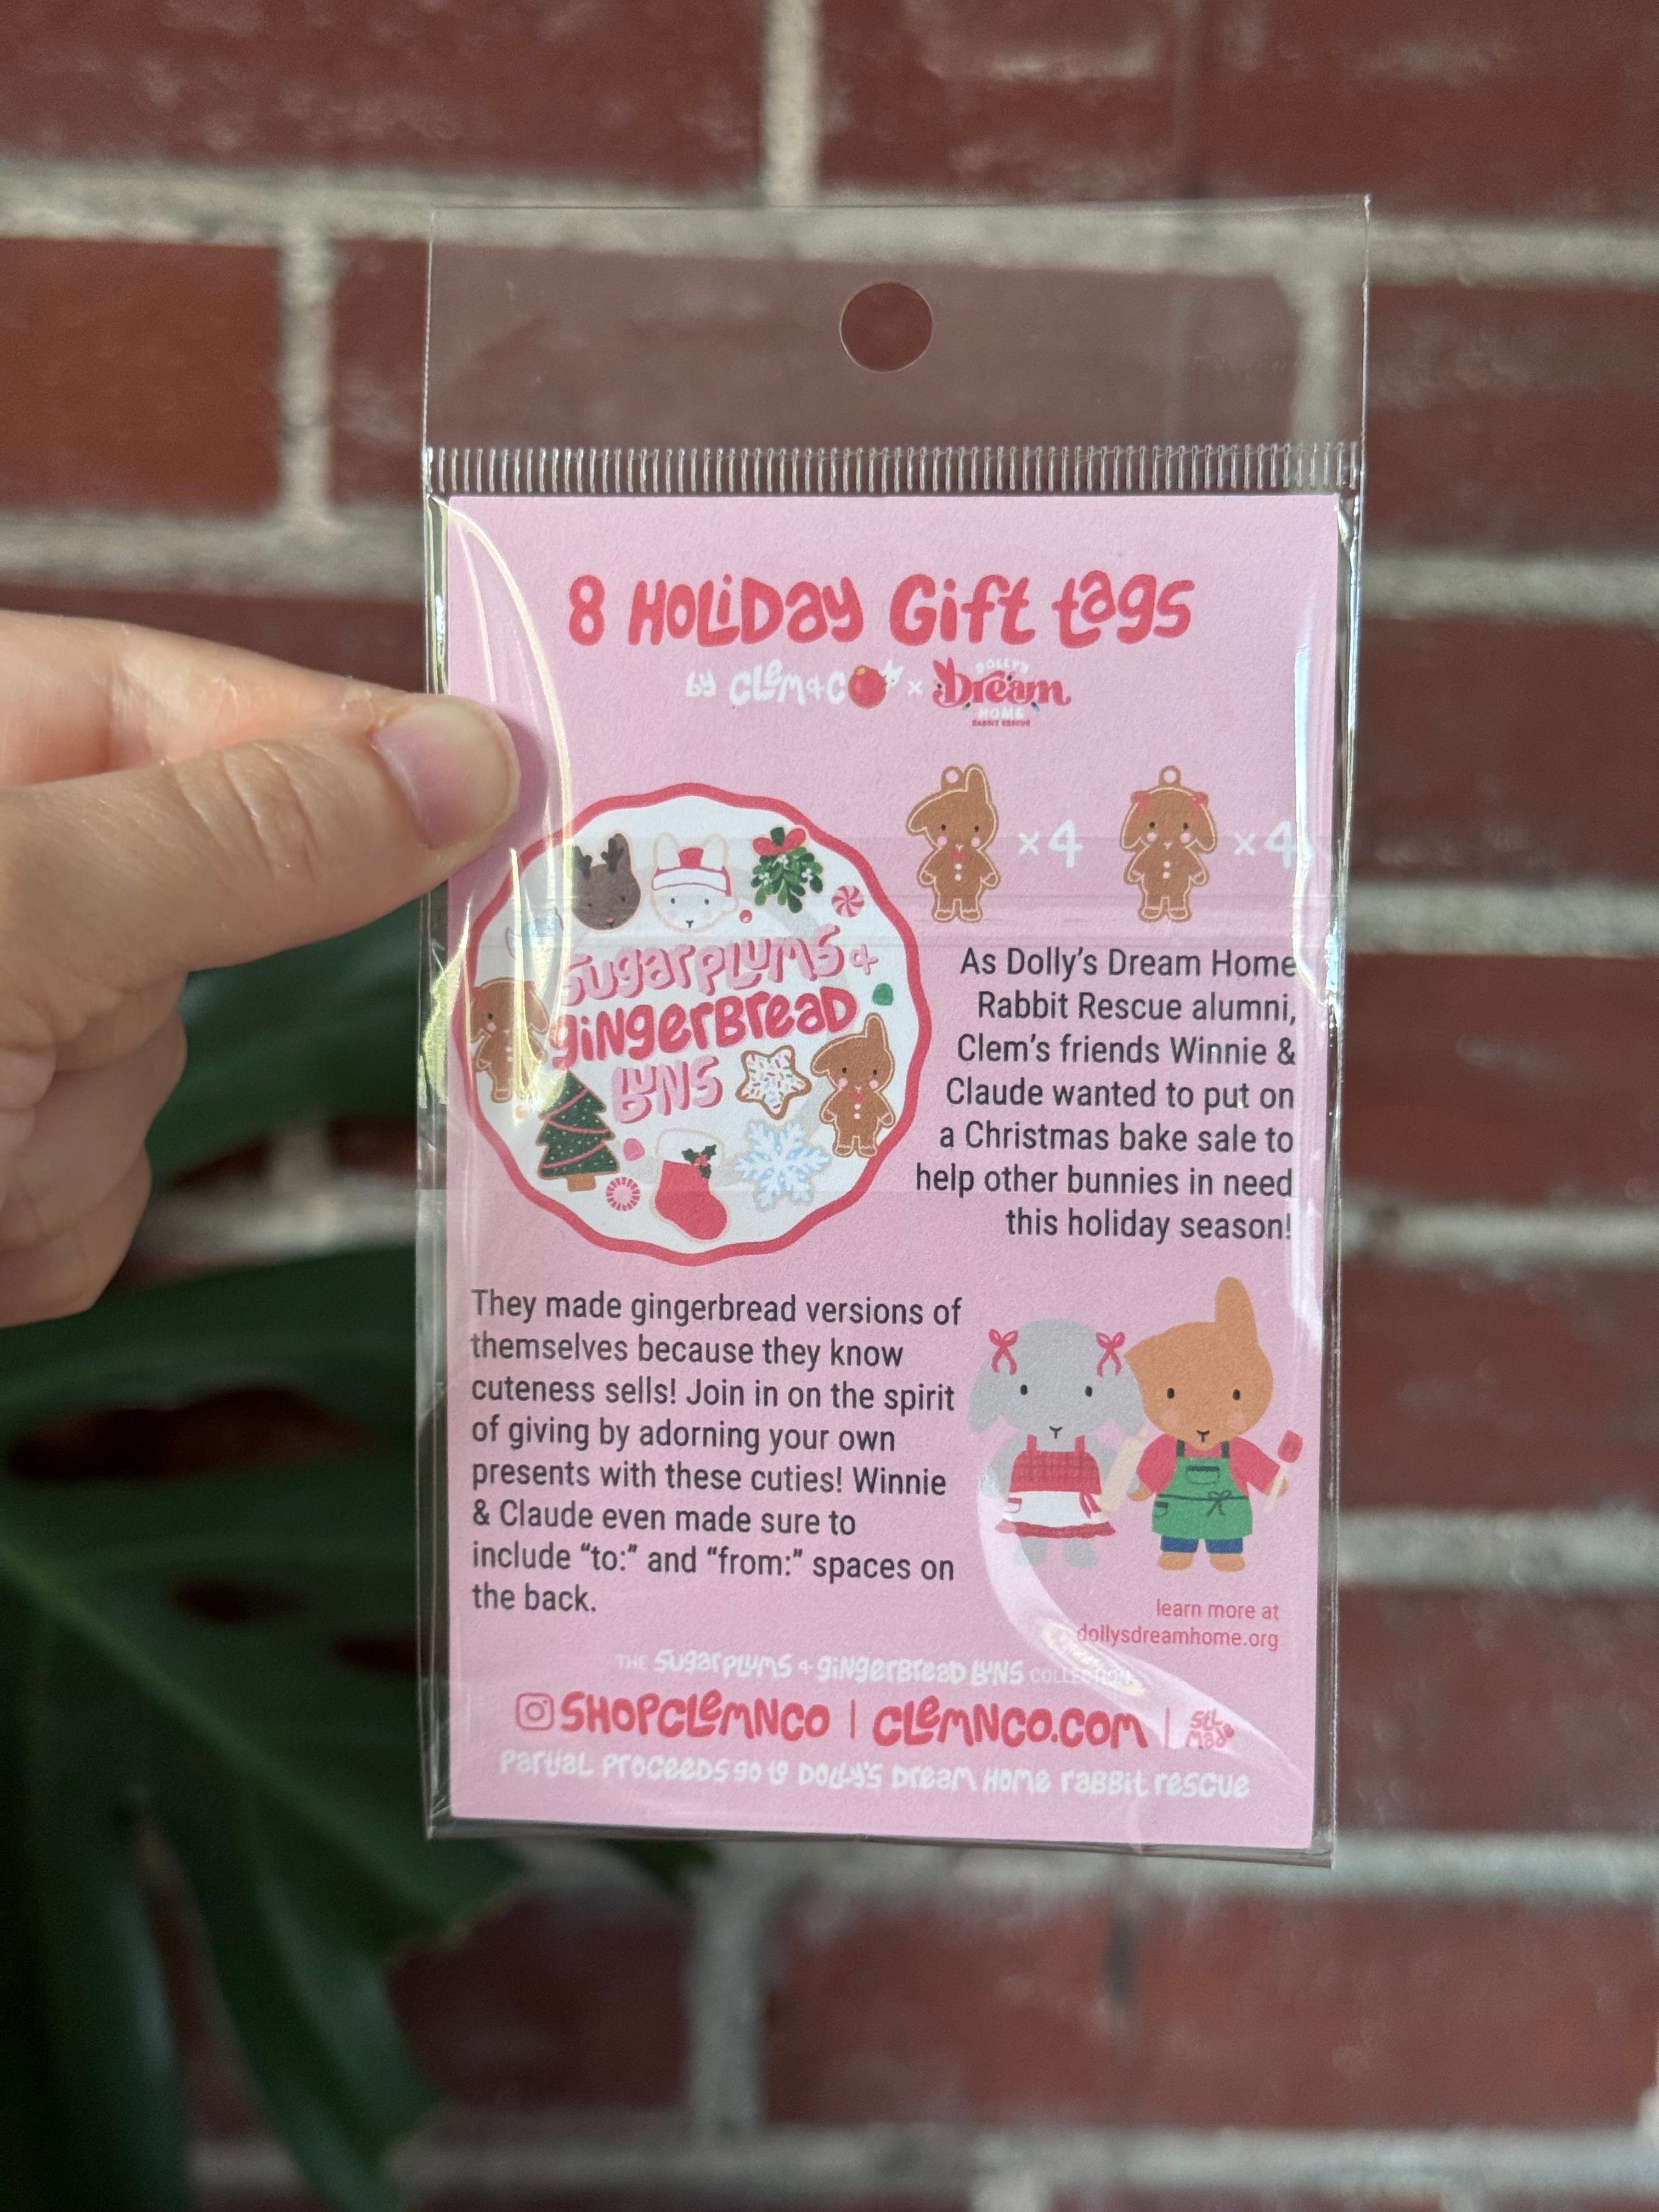 8 Holiday Gift tags
by Clem+Co × Dolly's Dream Home Rabbit Rescue
×4 ×4
Sugarplums +
gingerbread
buns
As Dolly's Dream Home
Rabbit Rescue alumni,
Clem's friends Winnie &
Claude wanted to put on
a Christmas bake sale to
help other bunnies in need
this holiday season!
They made gingerbread versions of
themselves because they know
cuteness sells! Join in on the spirit
of giving by adorning your own
presents with these cuties! Winnie
& Claude even made sure to
include “to:” and “from:” spaces on
the back.
learn more at
dollysdreamhome.org
THE Sugarplums + gingerbread buns COLLECTION
SHOPCLEMNCO | CLEMNCO.COM | STL Made
Partial proceeds go to Dolly's Dream Home rabbit rescue